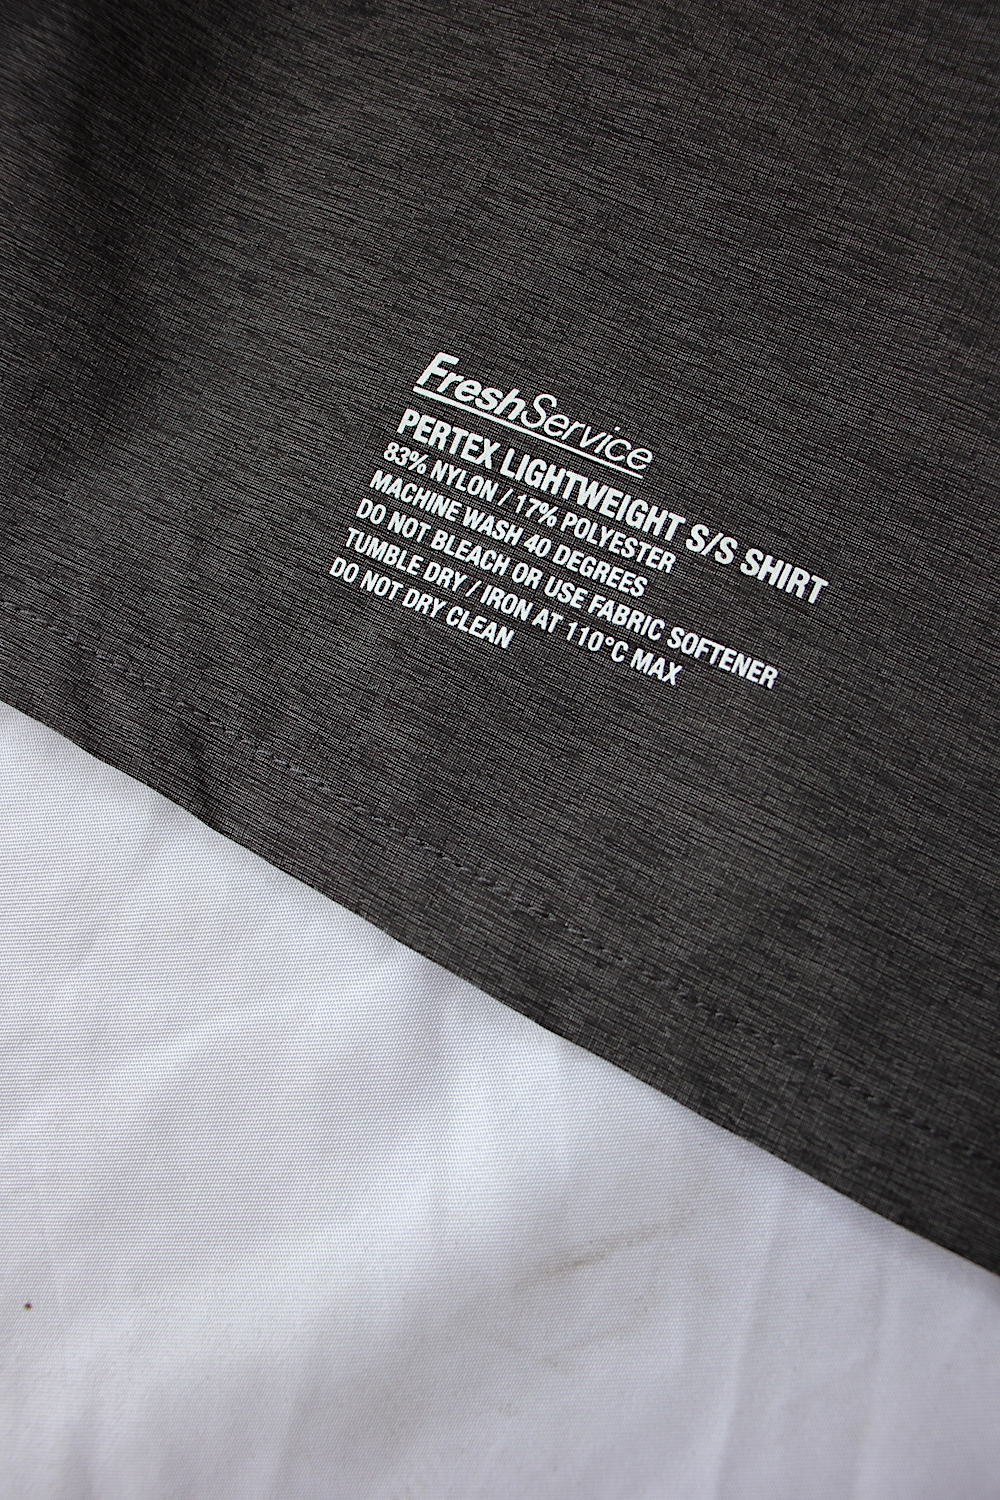 FreshService
PERTEX LIGHTWEIGHT S/S SHIRT
83% NYLON / 17% POLYESTER
MACHINE WASH 40 DEGREES
DO NOT BLEACH OR USE FABRIC SOFTENER
TUMBLE DRY / IRON AT 110°C MAX
DO NOT DRY CLEAN